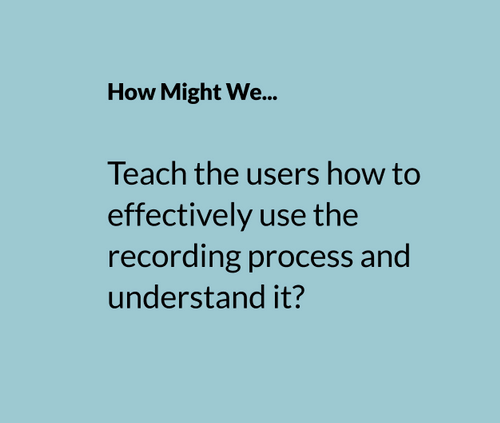 How Might We...
Teach the users how to
effectively use the
recording process and
understand it?